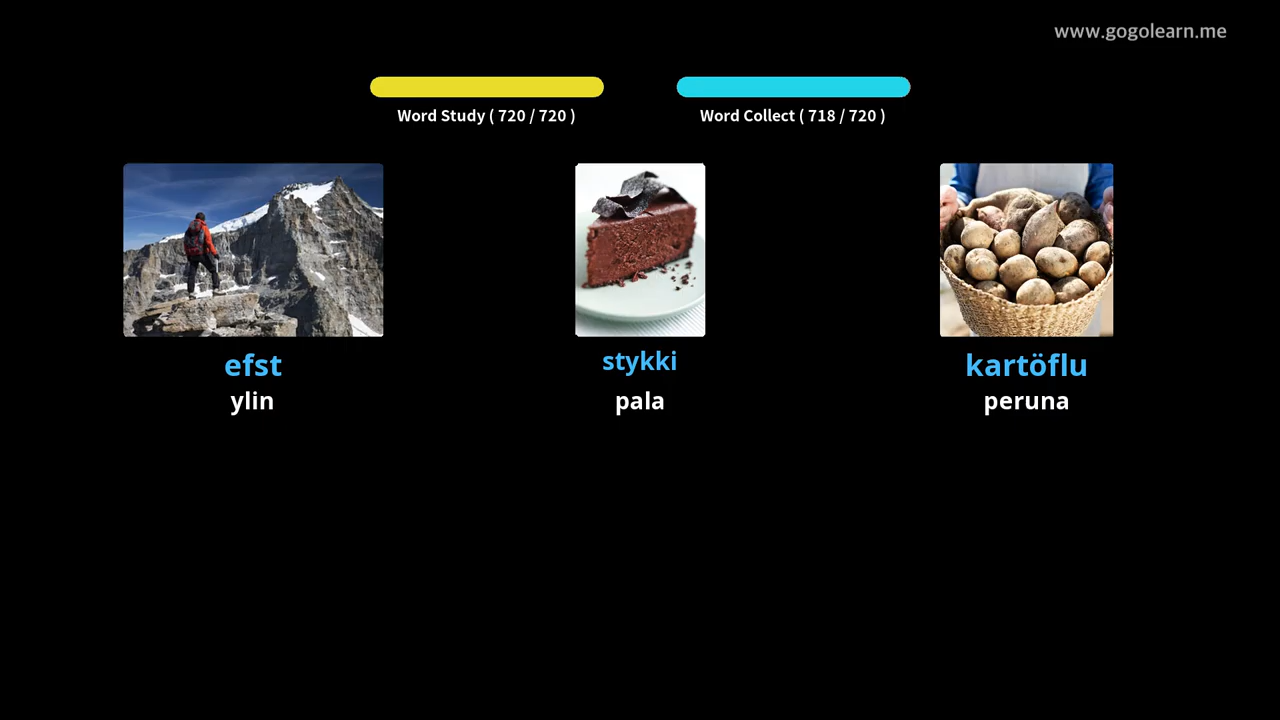 www.gogolearn.me
Word Study ( 720 / 720 )
Word Collect ( 718 / 720 )
efst
ylin
stykki
pala
kartöflu
peruna